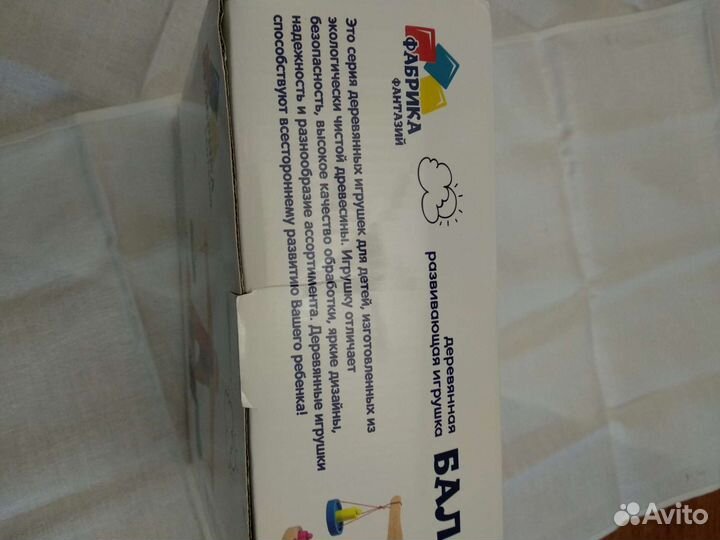 ФАБРИКА
ФАНТАЗИЙ
деревянная
развивающая игрушка
БАЛ
Это серия деревянных игрушек для детей, изготовленных из
экологически чистой древесины. Игрушку отличает
безопасность, высокое качество обработки, яркие дизайны,
надежность и разнообразие ассортимента. Деревянные игрушки
способствуют всестороннему развитию Вашего ребенка!
Avito